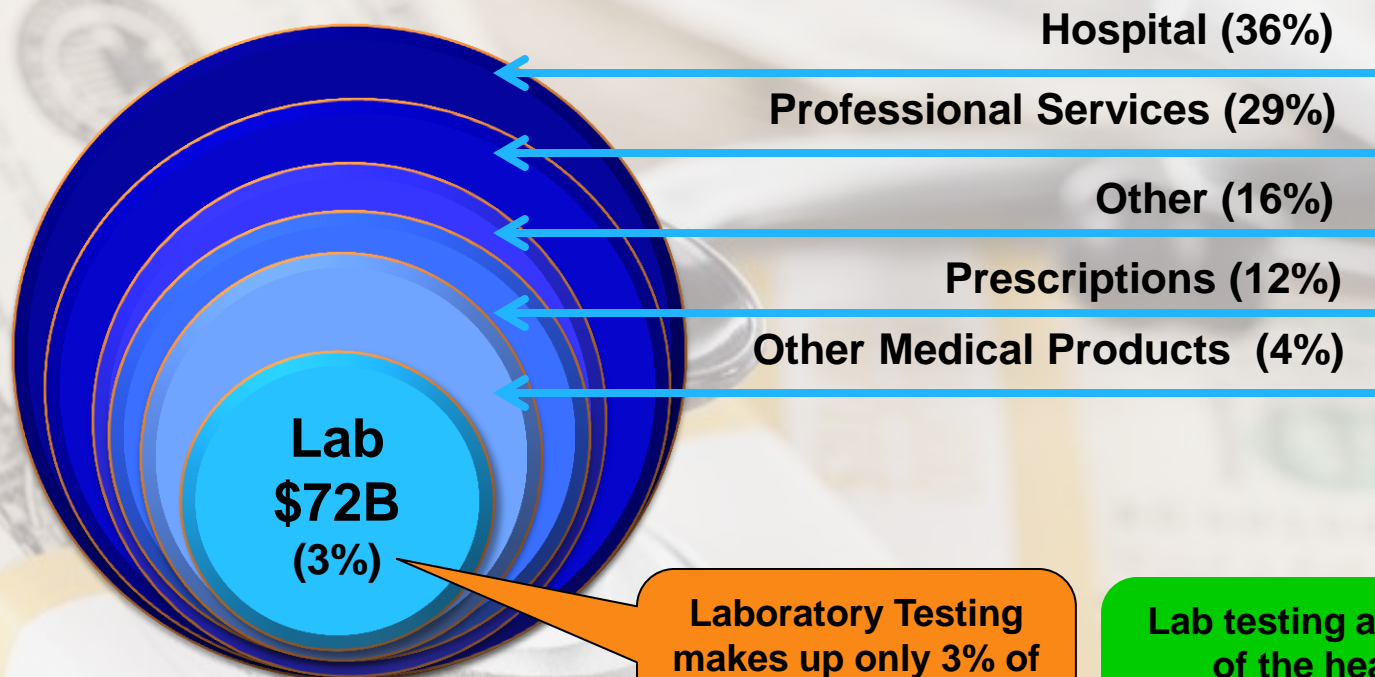 Hospital (36%)
Professional Services (29%)
Other (16%)
Prescriptions (12%)
Other Medical Products (4%)
Lab
$72B
(3%)
Laboratory Testing
makes up only 3% of
Lab testing a
of the hea